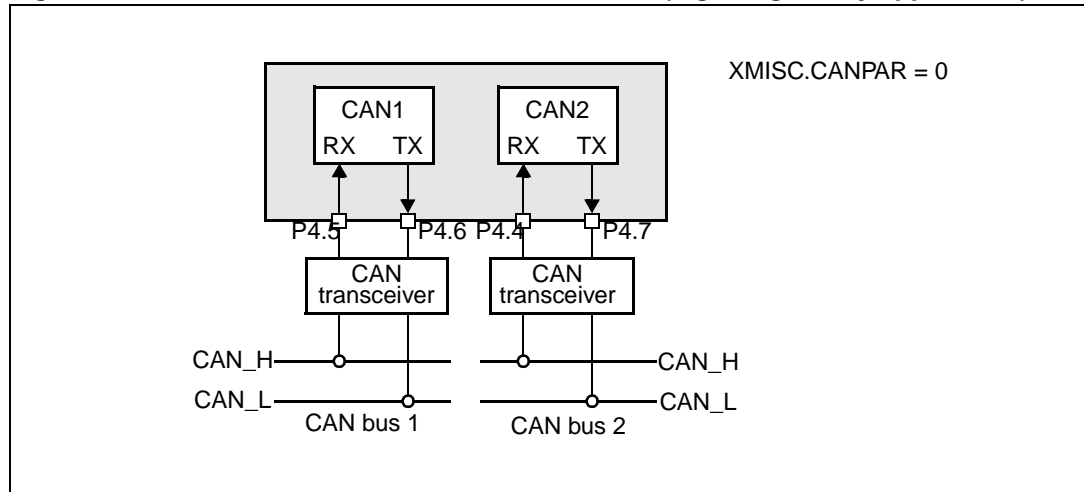 XMISC.CANPAR = 0
CAN1
CAN2
RX TX
RX TX
P4.5
P4.6
P4.4
P4.7
CAN
transceiver
CAN
transceiver
CAN_H
CAN_H
CAN_L
CAN_L
CAN bus 1
CAN bus 2